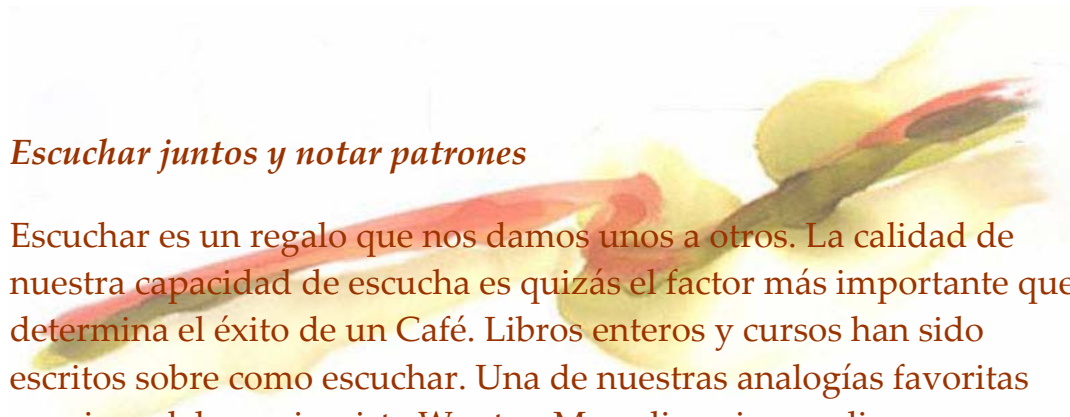 Escuchar juntos y notar patrones
Escuchar es un regalo que nos damos unos a otros. La calidad de
nuestra capacidad de escucha es quizás el factor más importante que
determina el éxito de un Café. Libros enteros y cursos han sido
escritos sobre como escuchar. Una de nuestras analogías favoritas